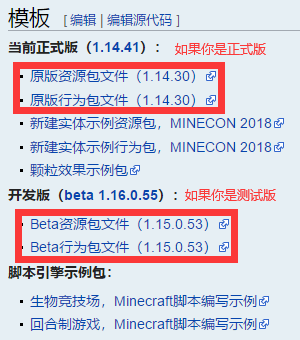 模板 [ 编辑 | 编辑源代码 ]
当前正式版（1.14.41）： 如果你是正式版
原版资源包文件（1.14.30）
原版行为包文件（1.14.30）
新建实体示例资源包，MINECON 2018
新建实体示例行为包，MINECON 2018
颗粒效果示例包
开发版（beta 1.16.0.55）：如果你是测试版
Beta资源包文件（1.15.0.53）
Beta行为包文件（1.15.0.53）
脚本引擎示例包：
生物竞技场，Minecraft脚本编写示例
回合制游戏，Minecraft脚本编写示例